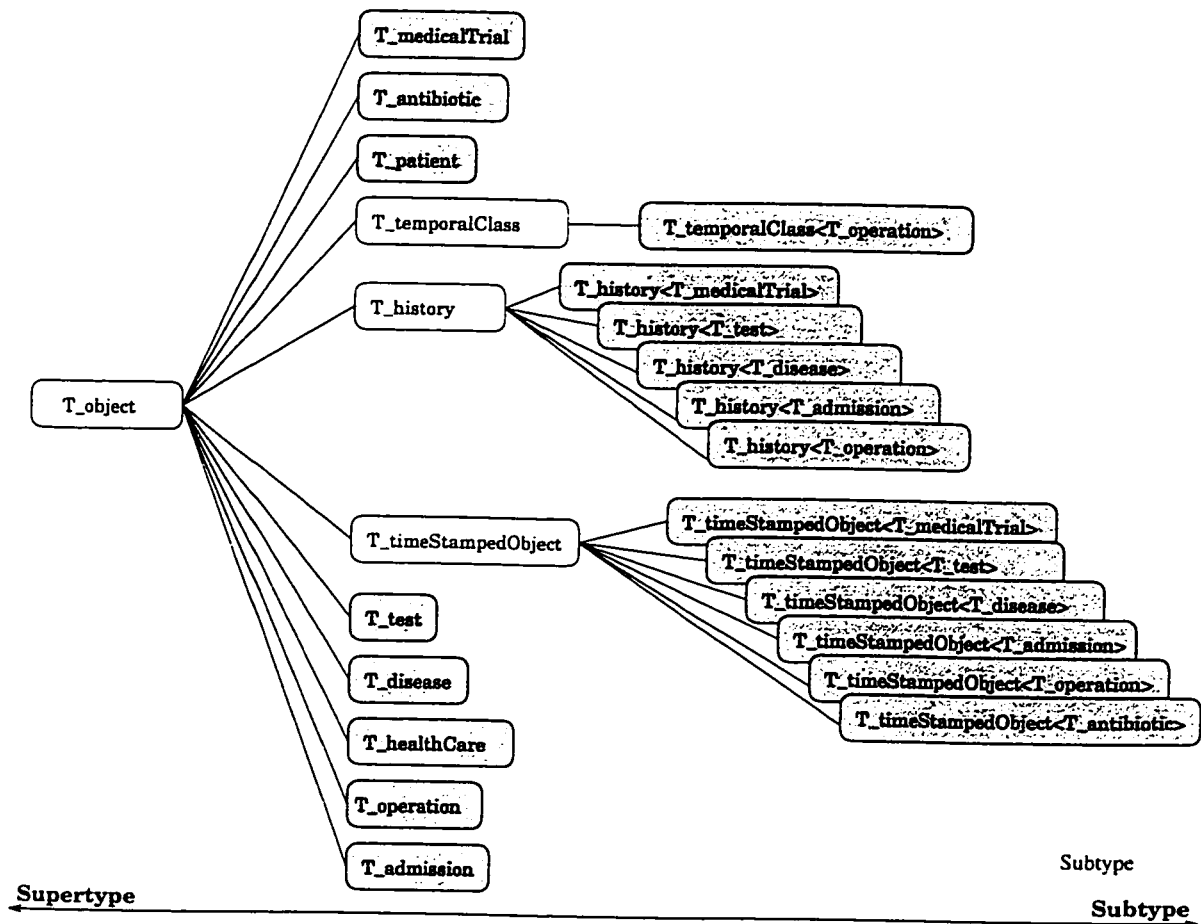 T_medicalTrial
T_antibiotic
T_patient
T_temporalClass
T_temporalClass<T_operation>
T_history<T_medicalTrial>
T_history
T_history<T_test>
T_history<T_disease>
T_object
T_history<T_admission>
T_history<T_operation>
T_timeStampedObject<T_medicalTrial>
T_timeStampedObject
T_timeStampedObject<T_test>
T_timeStampedObject<T_disease>
T_test
T_timeStampedObject<T_admission>
T_disease
T_timeStampedObject<T_operation>
T_timeStampedObject<T_antibiotic>
T_healthCare
T_operation
T_admission
Subtype
Supertype
Subtype